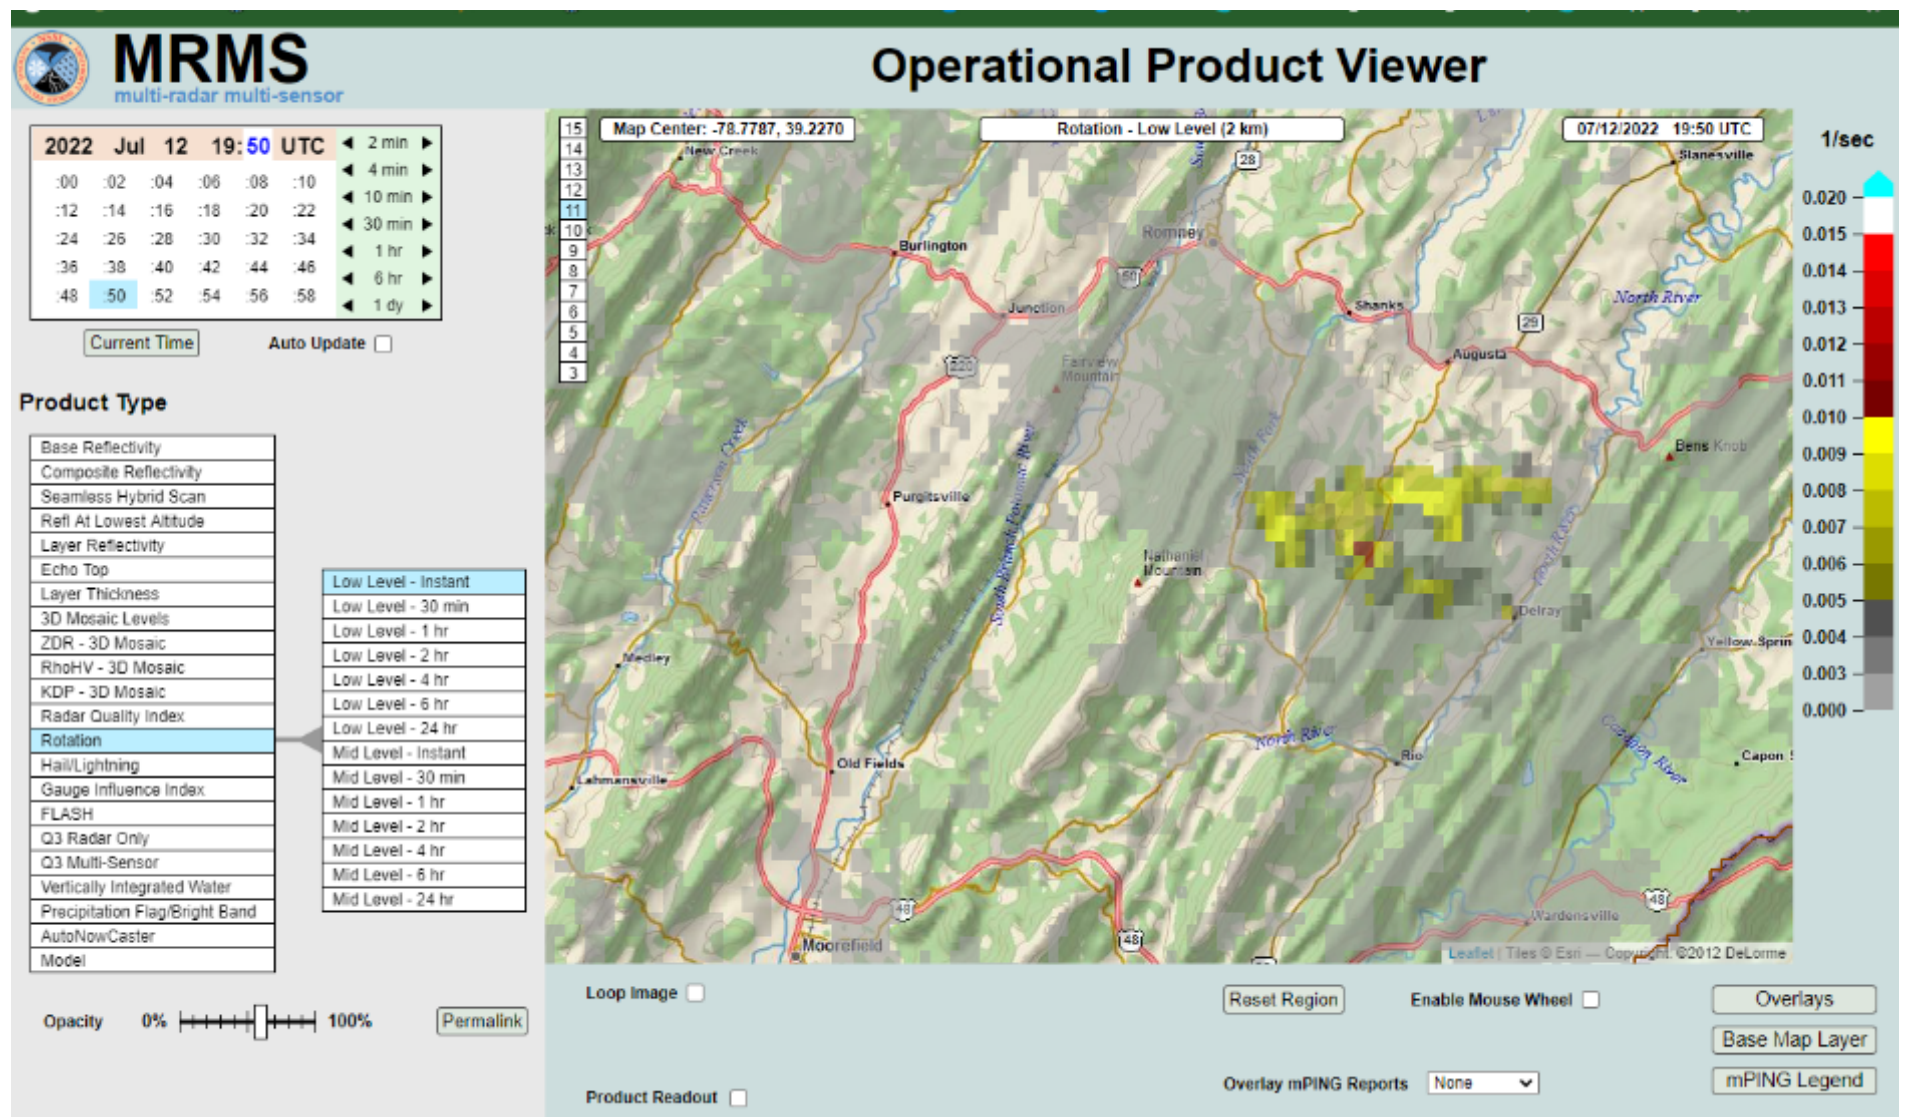 MRMS
multi-radar multi-sensor
Operational Product Viewer
2022 Jul 12 19:50 UTC
:00 :02 :04 :06 :08 :10
:12 :14 :16 :18 :20 :22
:24 :26 :28 :30 :32 :34
:36 :38 :40 :42 :44 :46
:48 :50 :52 :54 :56 :58
◄ 2 min ►
◄ 4 min ►
◄ 10 min ►
◄ 30 min ►
◄ 1 hr ►
◄ 6 hr ►
◄ 1 dy ►
Current Time
Auto Update
Product Type
Base Reflectivity
Composite Reflectivity
Seamless Hybrid Scan
Refl At Lowest Altitude
Layer Reflectivity
Echo Top
Layer Thickness
3D Mosaic Levels
ZDR - 3D Mosaic
RhoHV - 3D Mosaic
KDP - 3D Mosaic
Radar Quality Index
Rotation
Hail/Lightning
Gauge Influence Index
FLASH
Q3 Radar Only
Q3 Multi-Sensor
Vertically Integrated Water
Precipitation Flag/Bright Band
AutoNowCaster
Model
Low Level - Instant
Low Level - 30 min
Low Level - 1 hr
Low Level - 2 hr
Low Level - 4 hr
Low Level - 6 hr
Low Level - 24 hr
Mid Level - Instant
Mid Level - 30 min
Mid Level - 1 hr
Mid Level - 2 hr
Mid Level - 4 hr
Mid Level - 6 hr
Mid Level - 24 hr
Opacity 0% 100%
Permalink
15
14
13
12
11
10
9
8
7
6
5
4
3
Map Center: -78.7787, 39.2270
Rotation - Low Level (2 km)
07/12/2022 19:50 UTC
New Creek
28
Slanesville
Romney
Burlington
50
North River
Junction
Shanks
29
220
Fairview
Mountain
Augusta
Patterson Creek
South Branch Potomac River
North Fork
Bens Knob
Purgitsville
Nathaniel
Mountain
North River
Delray
Medley
Yellow Sprin
North River
Rio
Cacapon River
Capon S
Old Fields
Lahmansville
48
48
48
Wardensville
Moorefield
Leaflet | Tiles © Esri — Copyright: ©2012 DeLorme
1/sec
0.020
0.015
0.014
0.013
0.012
0.011
0.010
0.009
0.008
0.007
0.006
0.005
0.004
0.003
0.000
Loop Image
Reset Region
Enable Mouse Wheel
Overlays
Base Map Layer
Overlay mPING Reports None
mPING Legend
Product Readout